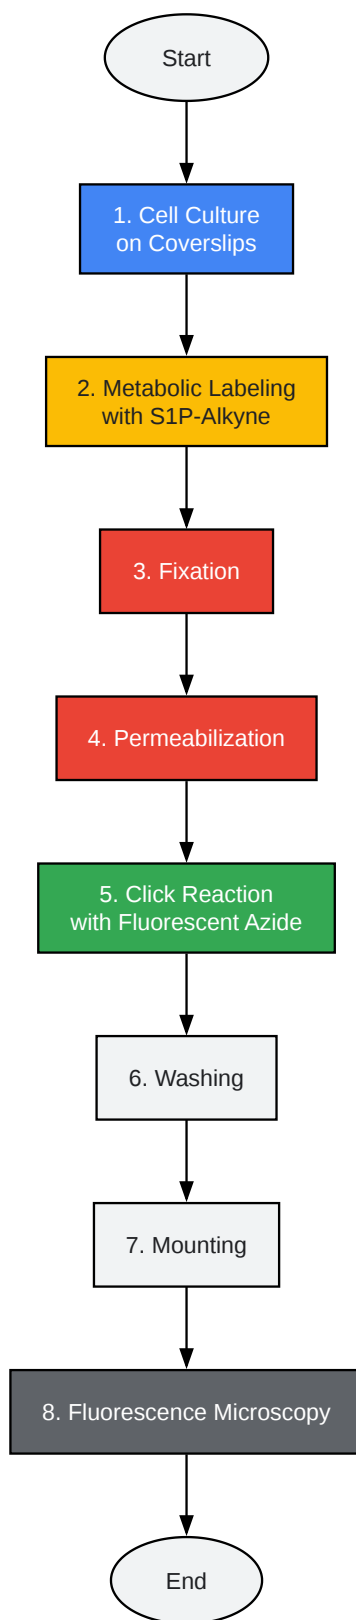 Start
1. Cell Culture
on Coverslips
2. Metabolic Labeling
with S1P-Alkyne
3. Fixation
4. Permeabilization
5. Click Reaction
with Fluorescent Azide
6. Washing
7. Mounting
8. Fluorescence Microscopy
End